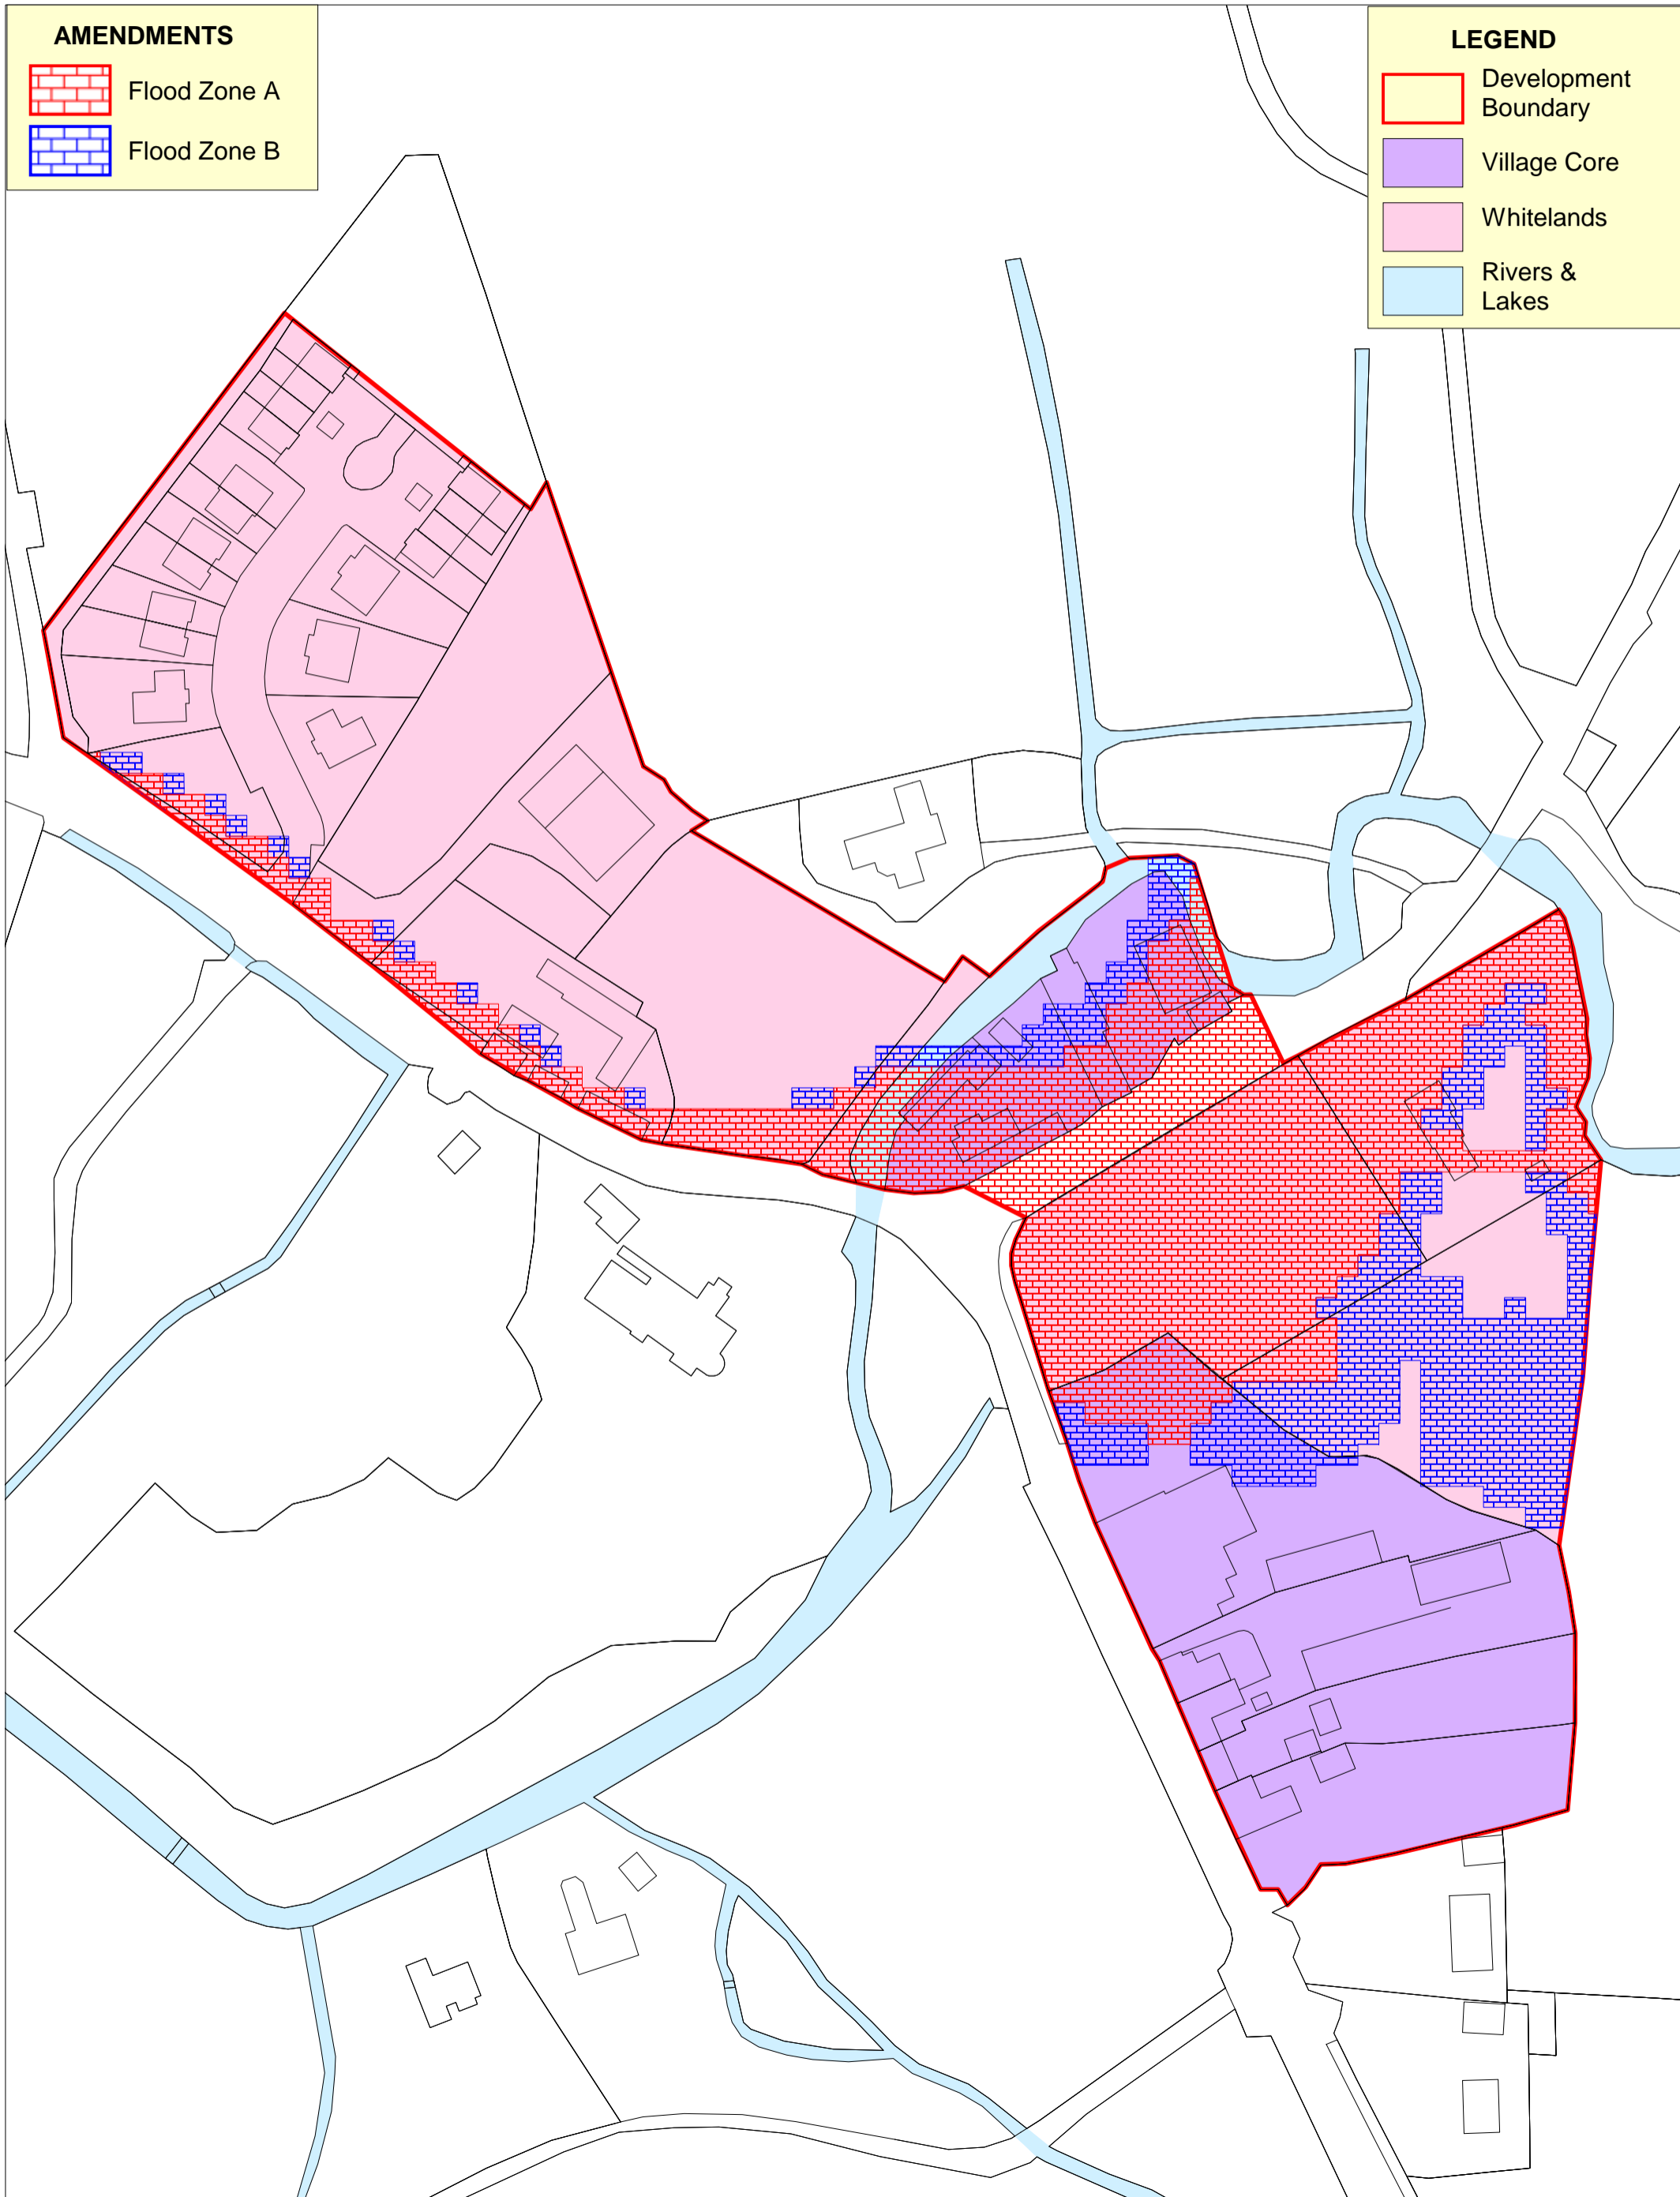 AMENDMENTS
Flood Zone A
Flood Zone B
LEGEND
Development
Boundary
Village Core
Whitelands
Rivers &
Lakes